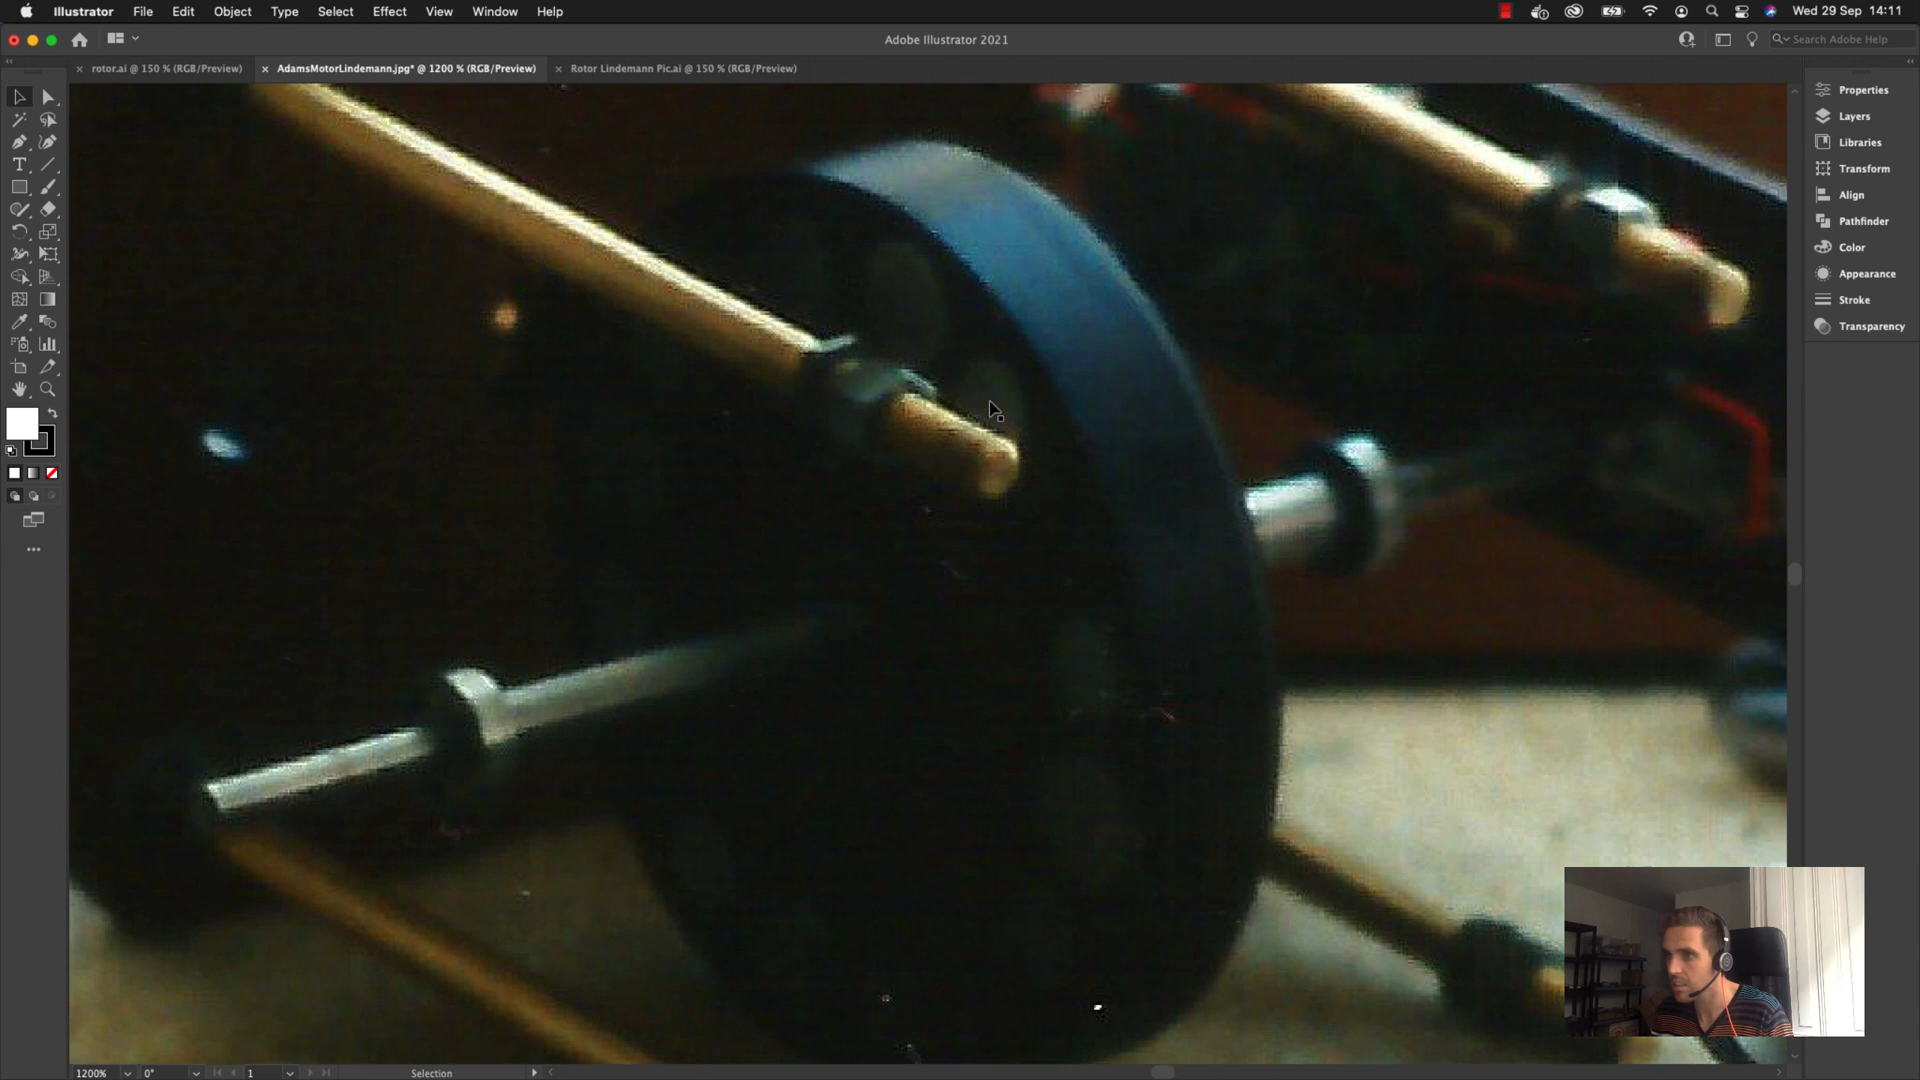 Illustrator File Edit Object Type Select Effect View Window Help Wed 29 Sep 14:11
Adobe Illustrator 2021 Search Adobe Help
rotor.ai @ 150 % (RGB/Preview) AdamsMotorLindemann.jpg* @ 1200 % (RGB/Preview) Rotor Lindemann Pic.ai @ 150 % (RGB/Preview)
Properties
Layers
Libraries
Transform
Align
Pathfinder
Color
Appearance
Stroke
Transparency
1200% 0° 1 Selection